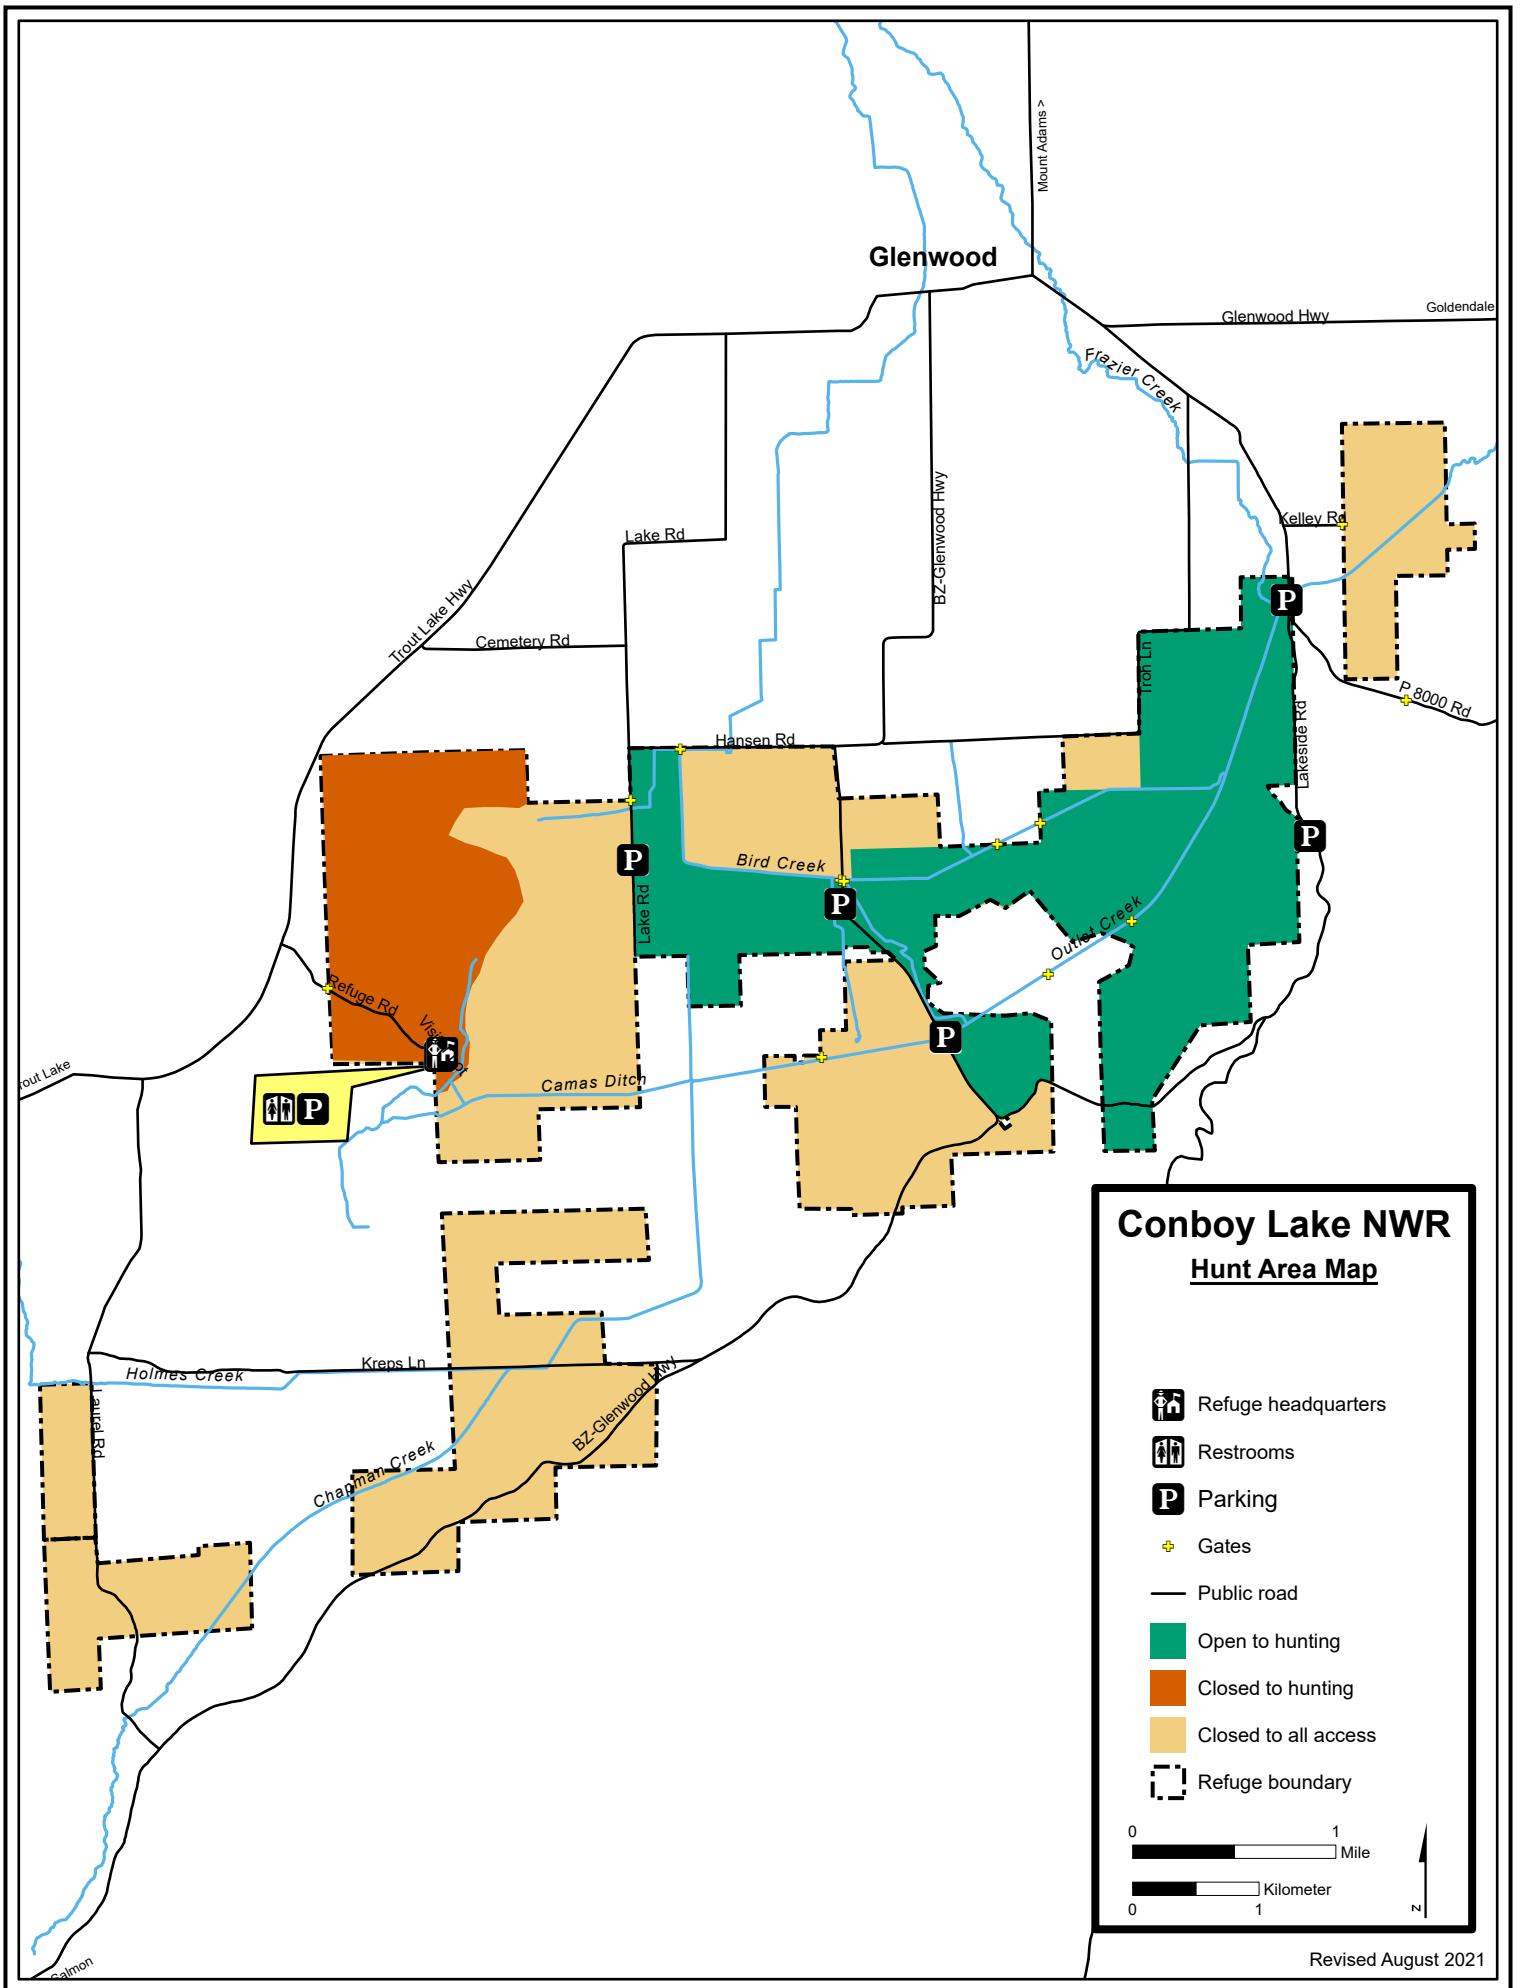 Mount Adams >
Glenwood
Glenwood Hwy
Goldendale
Frazier Creek
Kelley Rd
Lake Rd
BZ-Glenwood Hwy
Trout Lake Hwy
Cemetery Rd
Troh Ln
P 8000 Rd
Lakeside Rd
Hansen Rd
P
Bird Creek
P
P
P
Lake Rd
Outlet Creek
Refuge Rd
P
Camas Ditch
P
rout Lake
Kreps Ln
Holmes Creek
Laurel Rd
BZ-Glenwood Hwy
Chapman Creek
Salmon
Conboy Lake NWR
Hunt Area Map
Refuge headquarters
Restrooms
P Parking
Gates
Public road
Open to hunting
Closed to hunting
Closed to all access
Refuge boundary
0 1
Mile
Kilometer
0 1
N
Revised August 2021